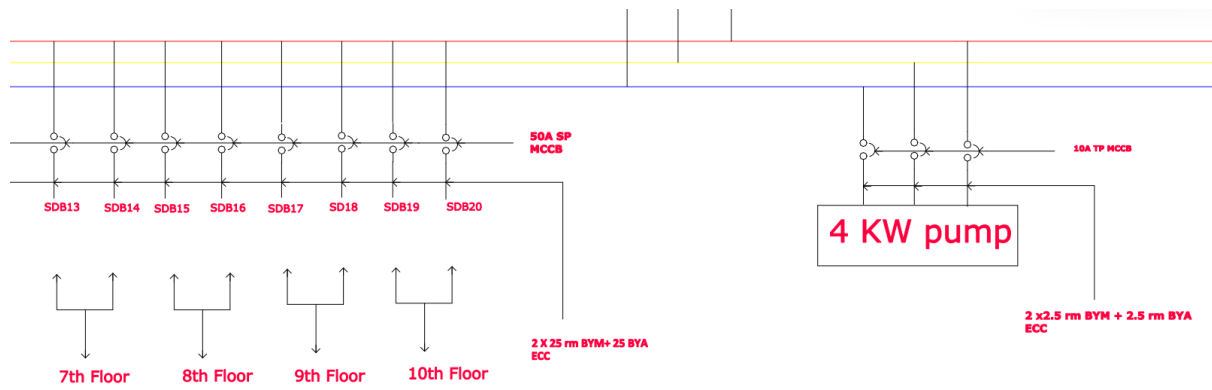 50A SP
MCCB
10A TP MCCB
SDB13
SDB14
SDB15
SDB16
SDB17
SD18
SDB19
SDB20
4 KW pump
2 x2.5 rm BYM + 2.5 rm BYA
ECC
2 X 25 rm BYM+ 25 BYA
ECC
7th Floor
8th Floor
9th Floor
10th Floor